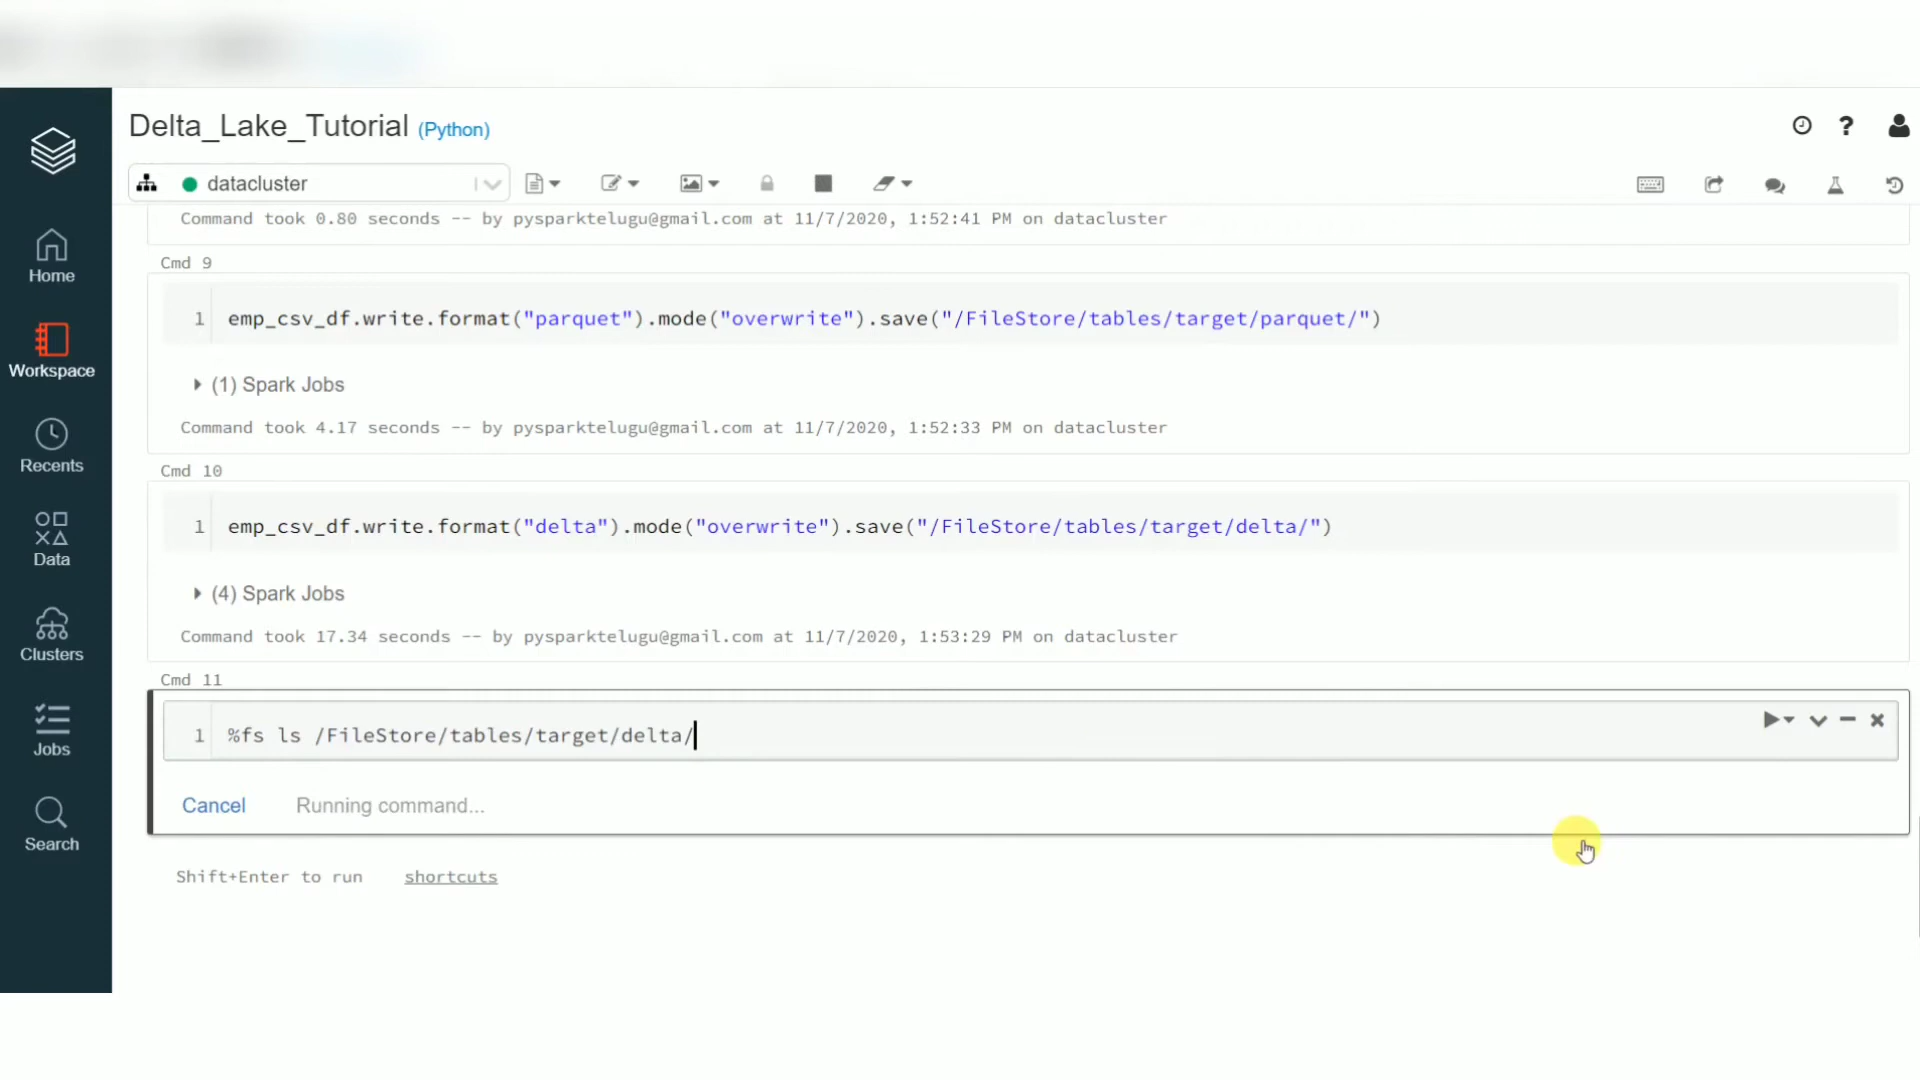 Delta_Lake_Tutorial (Python)
?
datacluster
Command took 0.80 seconds -- by pysparktelugu@gmail.com at 11/7/2020, 1:52:41 PM on datacluster
Home
Workspace
Recents
Data
Clusters
Jobs
Search
Cmd 9
1 emp_csv_df.write.format("parquet").mode("overwrite").save("/FileStore/tables/target/parquet/")
(1) Spark Jobs
Command took 4.17 seconds -- by pysparktelugu@gmail.com at 11/7/2020, 1:52:33 PM on datacluster
Cmd 10
1 emp_csv_df.write.format("delta").mode("overwrite").save("/FileStore/tables/target/delta/")
(4) Spark Jobs
Command took 17.34 seconds -- by pysparktelugu@gmail.com at 11/7/2020, 1:53:29 PM on datacluster
Cmd 11
1 %fs ls /FileStore/tables/target/delta/
Cancel Running command...
Shift+Enter to run shortcuts